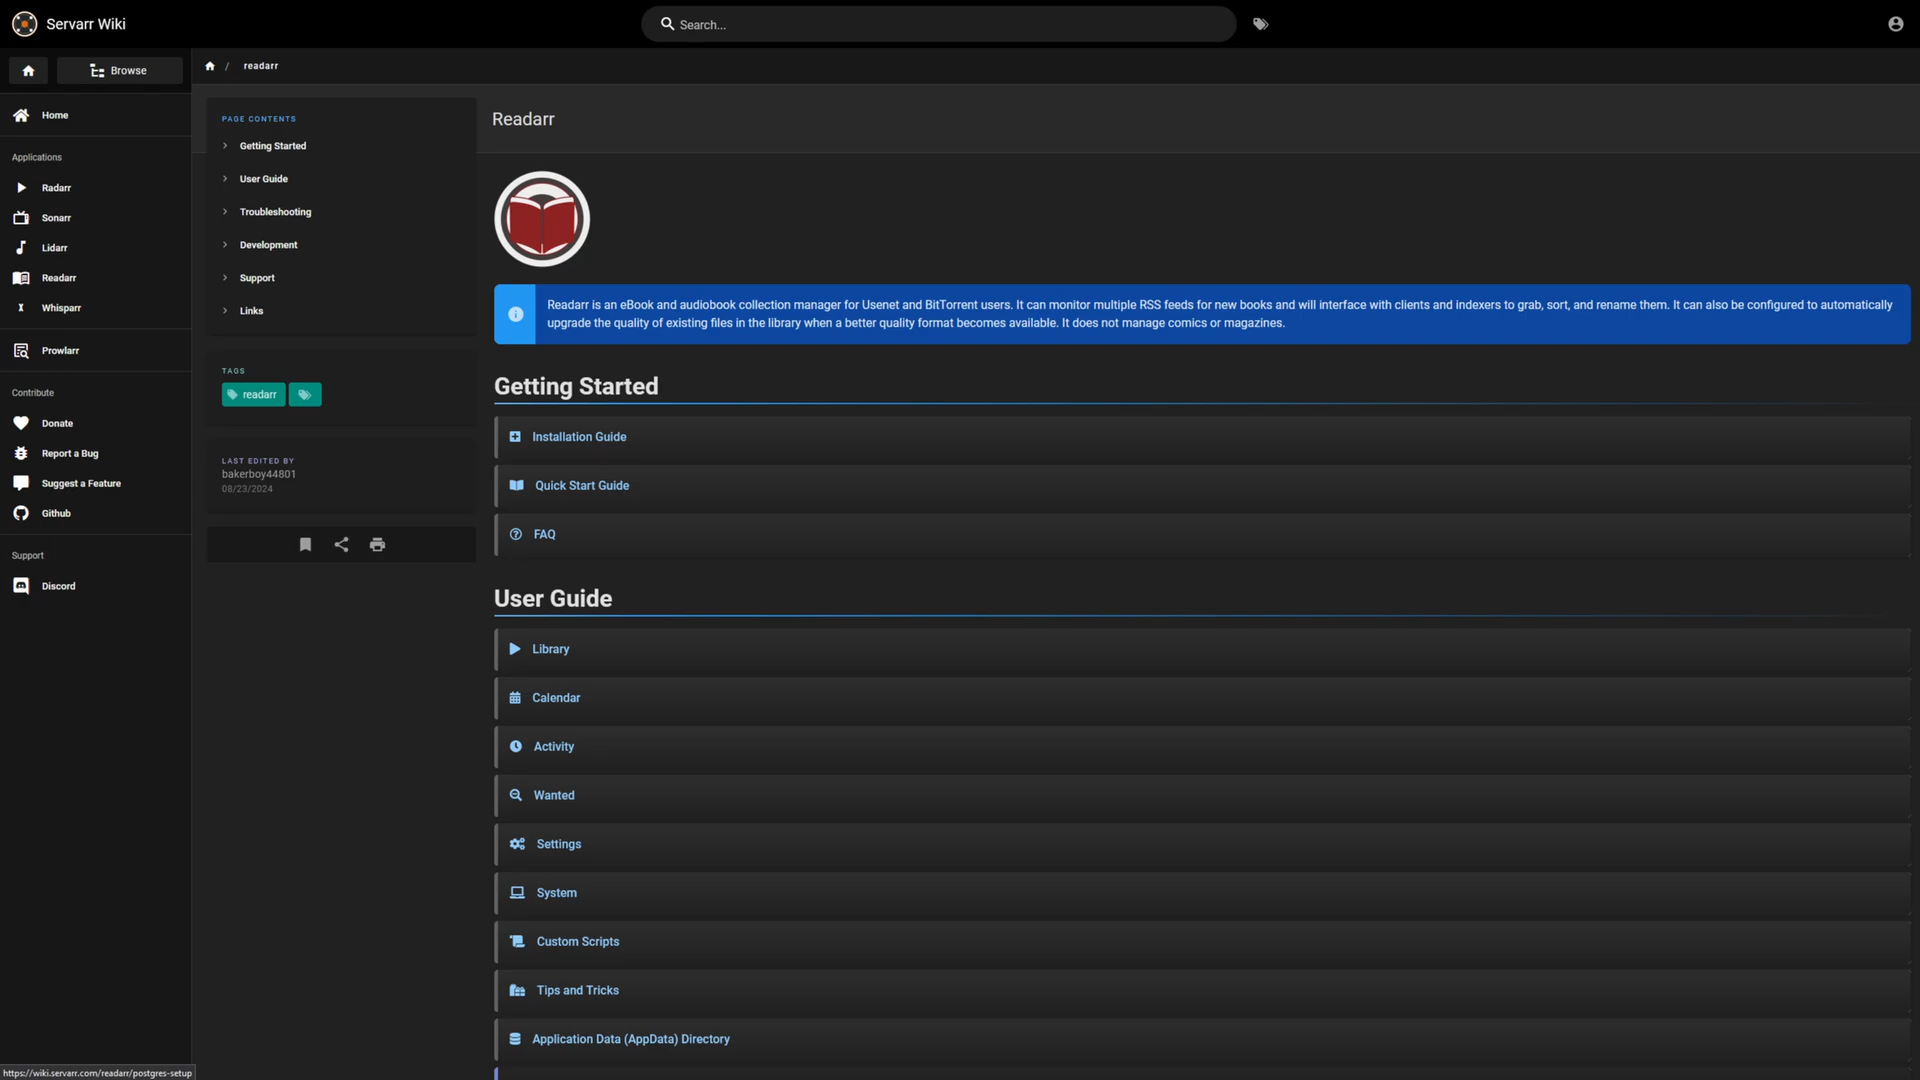 Servarr Wiki
Search...
Browse
/ readarr
Home
Applications
Radarr
Sonarr
Lidarr
Readarr
Whisparr
Prowlarr
Contribute
Donate
Report a Bug
Suggest a Feature
Github
Support
Discord
PAGE CONTENTS
Getting Started
User Guide
Troubleshooting
Development
Support
Links
TAGS
readarr
LAST EDITED BY
bakerboy44801
08/23/2024
Readarr
Readarr is an eBook and audiobook collection manager for Usenet and BitTorrent users. It can monitor multiple RSS feeds for new books and will interface with clients and indexers to grab, sort, and rename them. It can also be configured to automatically
upgrade the quality of existing files in the library when a better quality format becomes available. It does not manage comics or magazines.
Getting Started
Installation Guide
Quick Start Guide
FAQ
User Guide
Library
Calendar
Activity
Wanted
Settings
System
Custom Scripts
Tips and Tricks
Application Data (AppData) Directory
https://wiki.servarr.com/readarr/postgres-setup